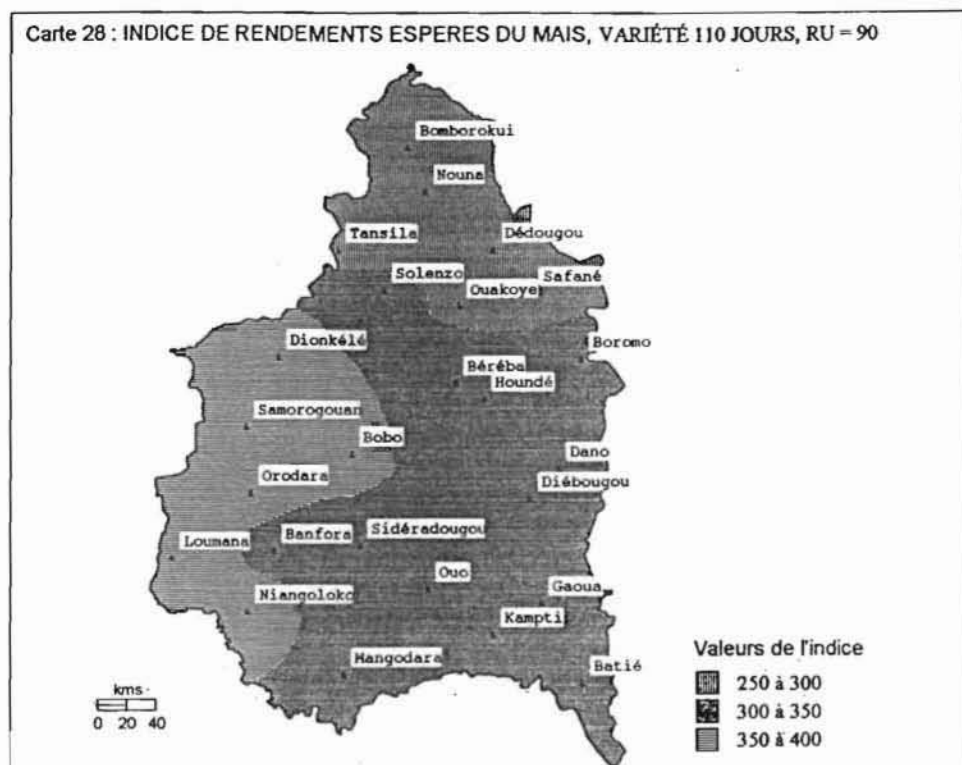 Carte 28 : INDICE DE RENDEMENTS ESPERES DU MAIS, VARIÉTÉ 110 JOURS, RU = 90
Bomborokui
Nouna
Tansila
Dédougou
Solenzo
Safané
Ouakoye
Dionkélé
Boromo
Béréba
Houndé
Samorogouan
Bobo
Dano
Orodara
Diébougou
Banfora
Sidéradougou
Loumana
Ouo
Gaoua
Niangoloko
Kampti
Mangodara
Batié
Valeurs de l'indice
250 à 300
300 à 350
350 à 400
kms
0 20 40